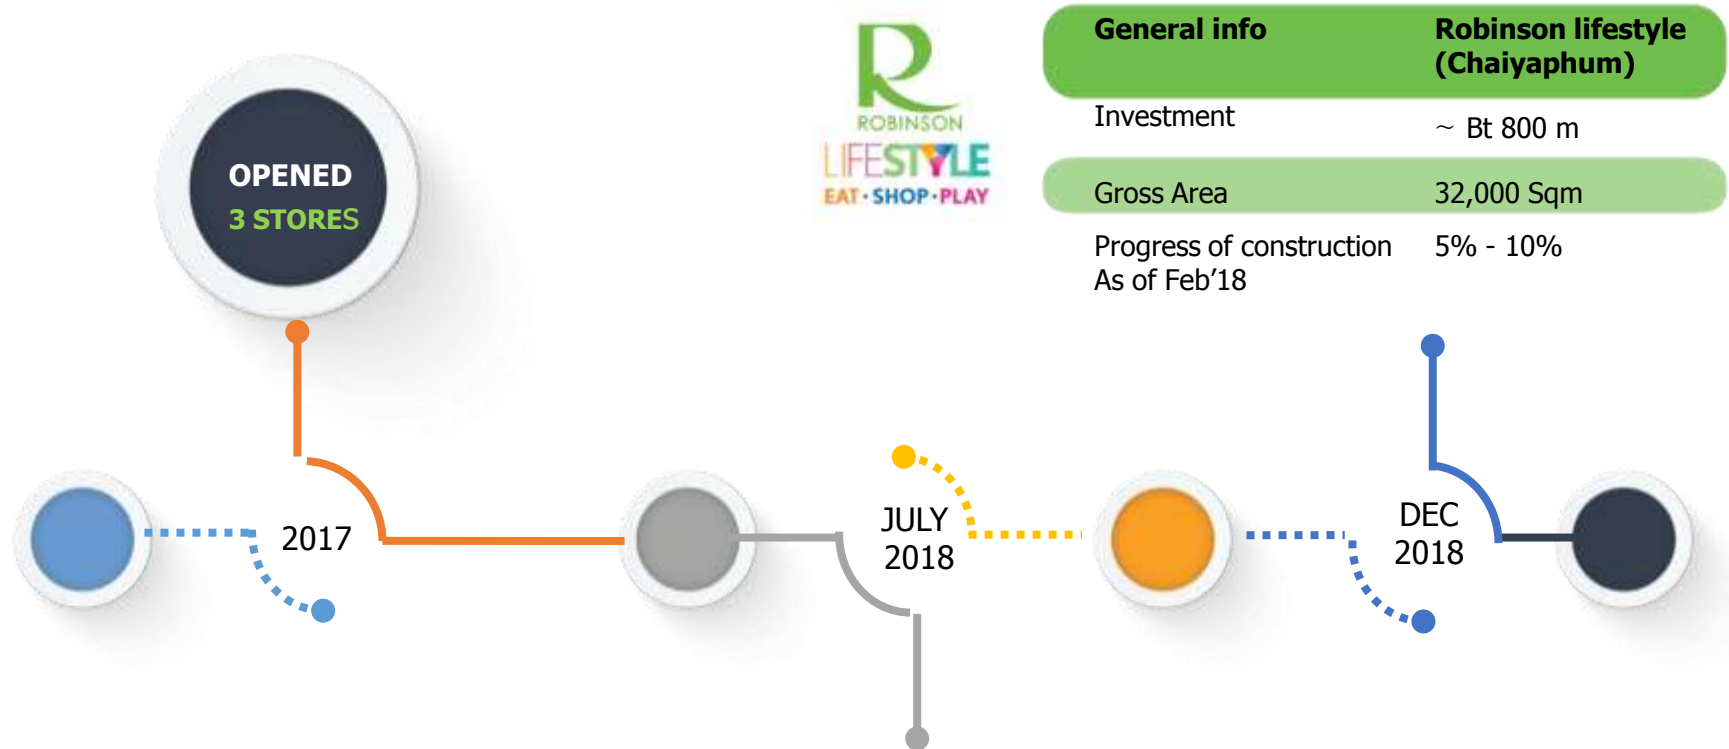 OPENED
3 STORES
ROBINSON
LIFESTYLE
EAT · SHOP · PLAY
General info Robinson lifestyle
(Chaiyaphum)
Investment ~ Bt 800 m
Gross Area 32,000 Sqm
Progress of construction 5% - 10%
As of Feb'18
2017
JULY
2018
DEC
2018